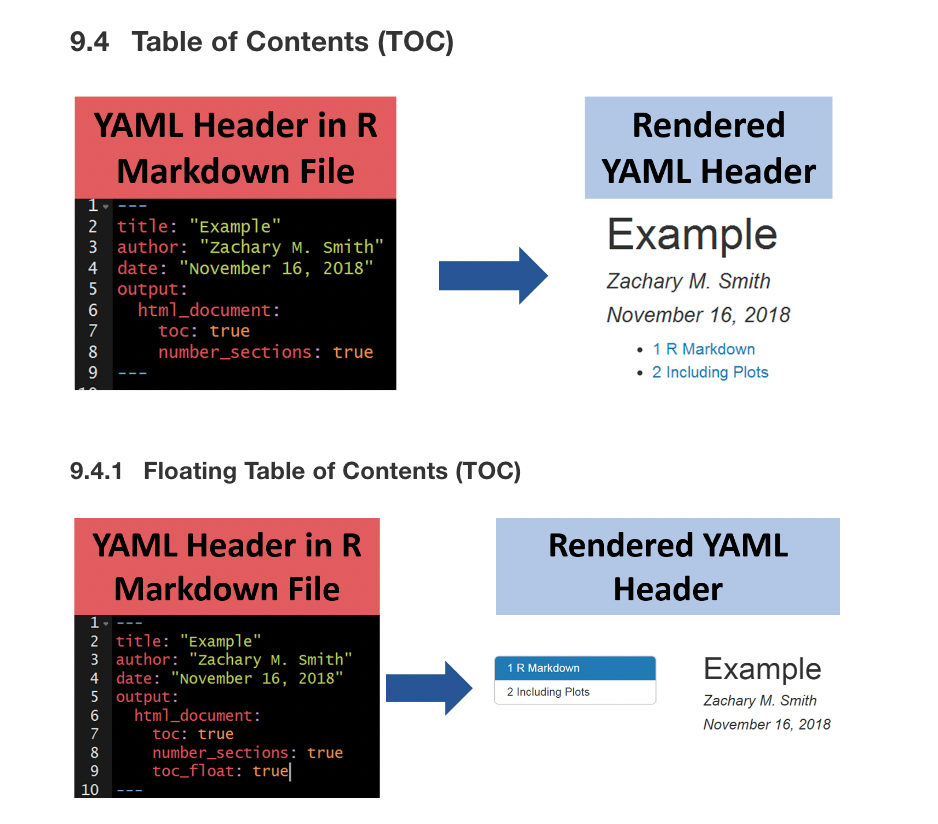 9.4 Table of Contents (TOC)
YAML Header in R
Markdown File
1 ---
2 title: "Example"
3 author: "Zachary M. Smith"
4 date: "November 16, 2018"
5 output:
6   html_document:
7     toc: true
8     number_sections: true
9 ---
Rendered
YAML Header
Example
Zachary M. Smith
November 16, 2018
• 1 R Markdown
• 2 Including Plots
9.4.1 Floating Table of Contents (TOC)
YAML Header in R
Markdown File
1 ---
2 title: "Example"
3 author: "Zachary M. Smith"
4 date: "November 16, 2018"
5 output:
6   html_document:
7     toc: true
8     number_sections: true
9     toc_float: true
10 ---
Rendered YAML
Header
1 R Markdown
2 Including Plots
Example
Zachary M. Smith
November 16, 2018